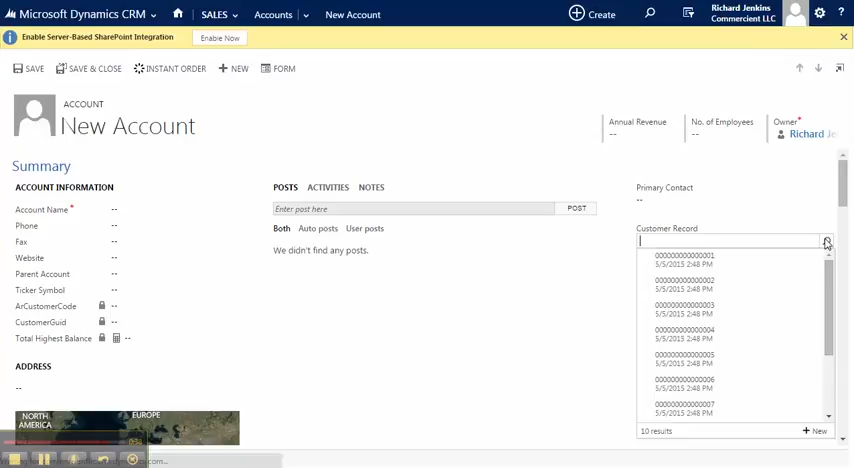 Microsoft Dynamics CRM
SALES
Accounts
New Account
Create
Richard Jenkins
Commercient LLC
?
Enable Server-Based SharePoint Integration
Enable Now
SAVE
SAVE & CLOSE
INSTANT ORDER
NEW
FORM
ACCOUNT
New Account
Annual Revenue
--
No. of Employees
--
Owner*
Richard Je
Summary
ACCOUNT INFORMATION
Account Name*
--
Phone
--
Fax
--
Website
--
Parent Account
--
Ticker Symbol
--
ArCustomerCode
--
CustomerGuid
--
Total Highest Balance
--
ADDRESS
--
NORTH
AMERICA
EUROPE
POSTS
ACTIVITIES
NOTES
Enter post here
POST
Both
Auto posts
User posts
We didn't find any posts.
Primary Contact
--
Customer Record
000000000000001
5/5/2015 2:48 PM
000000000000002
5/5/2015 2:48 PM
000000000000003
5/5/2015 2:48 PM
000000000000004
5/5/2015 2:48 PM
000000000000005
5/5/2015 2:48 PM
000000000000006
5/5/2015 2:48 PM
000000000000007
5/5/2015 2:48 PM
10 results
New